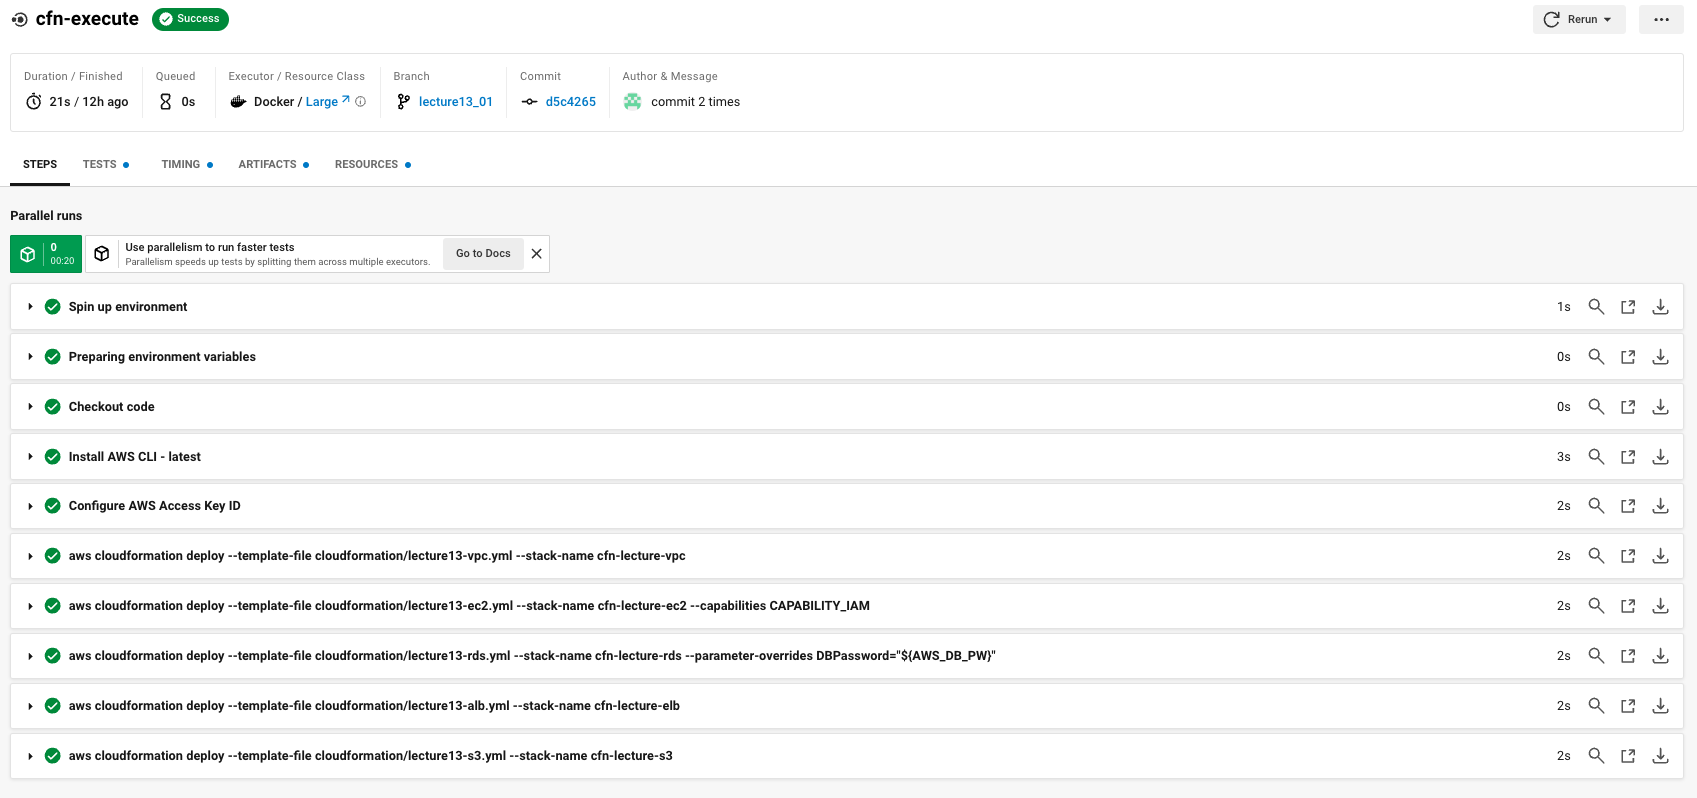 cfn-execute
Success
Rerun
Duration / Finished
21s / 12h ago
Queued
0s
Executor / Resource Class
Docker / Large
Branch
lecture13_01
Commit
d5c4265
Author & Message
commit 2 times
STEPS
TESTS
TIMING
ARTIFACTS
RESOURCES
Parallel runs
0
00:20
Use parallelism to run faster tests
Parallelism speeds up tests by splitting them across multiple executors.
Go to Docs
Spin up environment 1s
Preparing environment variables 0s
Checkout code 0s
Install AWS CLI - latest 3s
Configure AWS Access Key ID 2s
aws cloudformation deploy --template-file cloudformation/lecture13-vpc.yml --stack-name cfn-lecture-vpc 2s
aws cloudformation deploy --template-file cloudformation/lecture13-ec2.yml --stack-name cfn-lecture-ec2 --capabilities CAPABILITY_IAM 2s
aws cloudformation deploy --template-file cloudformation/lecture13-rds.yml --stack-name cfn-lecture-rds --parameter-overrides DBPassword="${AWS_DB_PW}" 2s
aws cloudformation deploy --template-file cloudformation/lecture13-alb.yml --stack-name cfn-lecture-elb 2s
aws cloudformation deploy --template-file cloudformation/lecture13-s3.yml --stack-name cfn-lecture-s3 2s